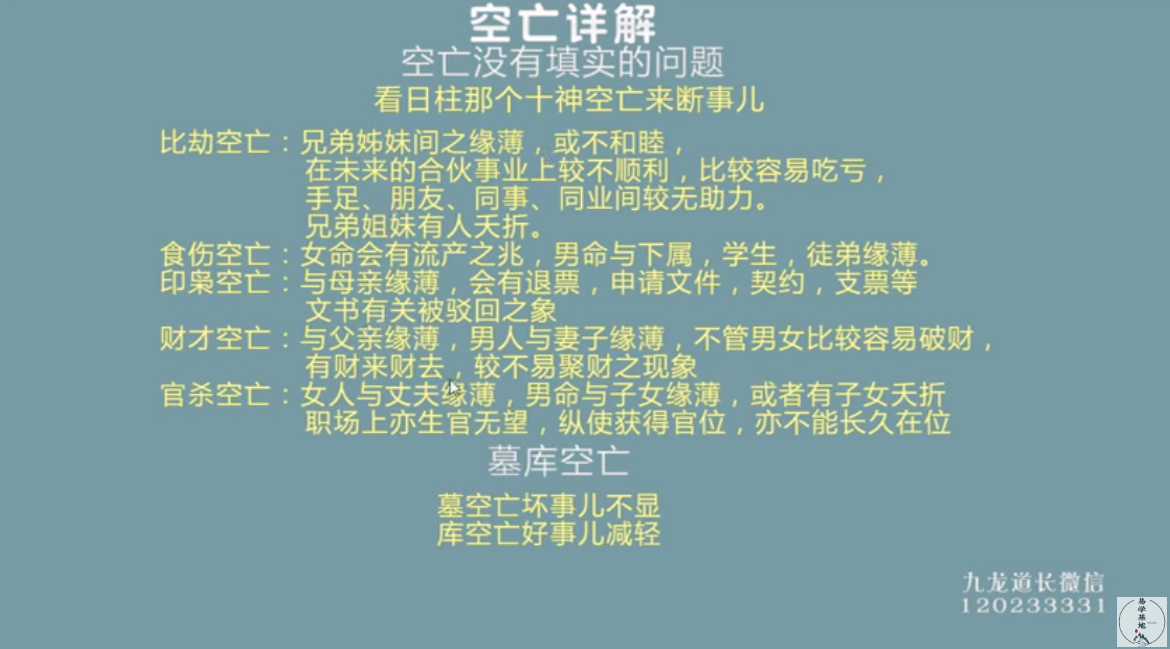 空亡详解
空亡没有填实的问题
看日柱那个十神空亡来断事儿
比劫空亡：兄弟姊妹间之缘薄，或不和睦，
在未来的合伙事业上较不顺利，比较容易吃亏，
手足、朋友、同事、同业间较无助力。
兄弟姐妹有人夭折。
食伤空亡：女命会有流产之兆，男命与下属，学生，徒弟缘薄。
印枭空亡：与母亲缘薄，会有退票，申请文件，契约，支票等
文书有关被驳回之象
财才空亡：与父亲缘薄，男人与妻子缘薄，不管男女比较容易破财，
有财来财去，较不易聚财之现象
官杀空亡：女人与丈夫缘薄，男命与子女缘薄，或者有子女夭折
职场上亦生官无望，纵使获得官位，亦不能长久在位
墓库空亡
墓空亡坏事儿不显
库空亡好事儿减轻
九龙道长微信
120233331
易学基地